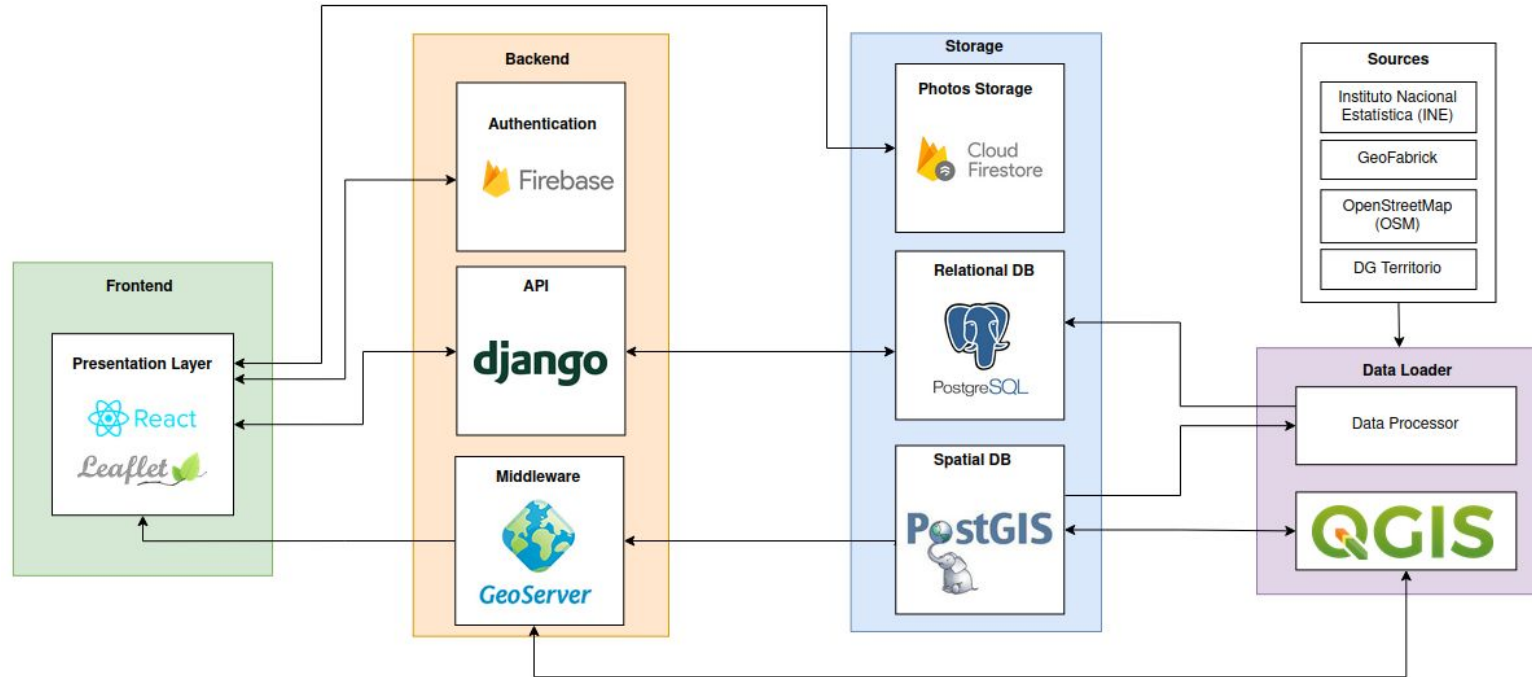 Frontend
Presentation Layer
React
Leaflet
Backend
Authentication
Firebase
API
django
Middleware
GeoServer
Storage
Photos Storage
Cloud
Firestore
Relational DB
PostgreSQL
Spatial DB
PostGIS
Sources
Instituto Nacional
Estatística (INE)
GeoFabrick
OpenStreetMap
(OSM)
DG Territorio
Data Loader
Data Processor
QGIS